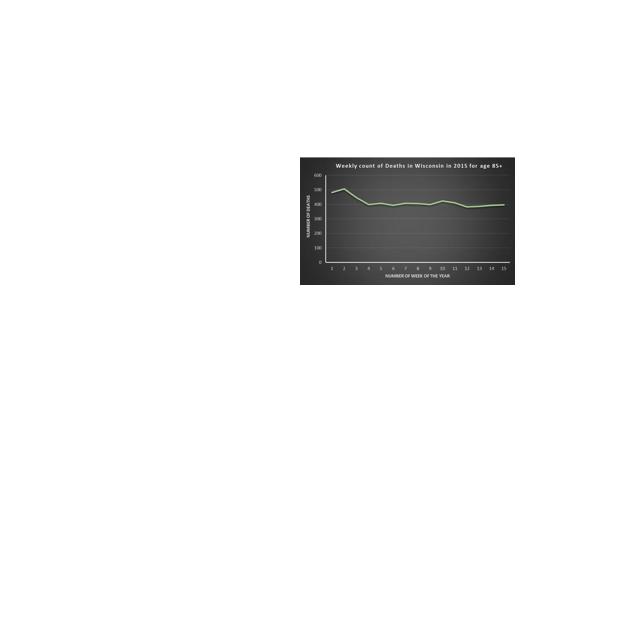 Weekly count of Deaths in Wisconsin in 2015 for age 85+
600
500
400
300
200
100
0
NUMBER OF DEATHS
1 2 3 4 5 6 7 8 9 10 11 12 13 14 15
NUMBER OF WEEK OF THE YEAR